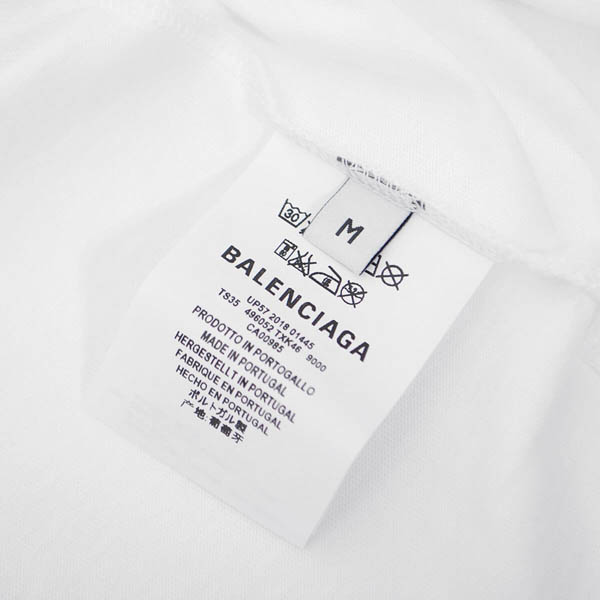 M
30
BALENCIAGA
UP57 2018 01445
TS35 496052 TXK46 9000
CA00985
PRODOTTO IN PORTOGALLO
MADE IN PORTUGAL
HERGESTELLT IN PORTUGAL
FABRIQUE EN PORTUGAL
HECHO EN PORTUGAL
ポルトガル製
产地:葡萄牙